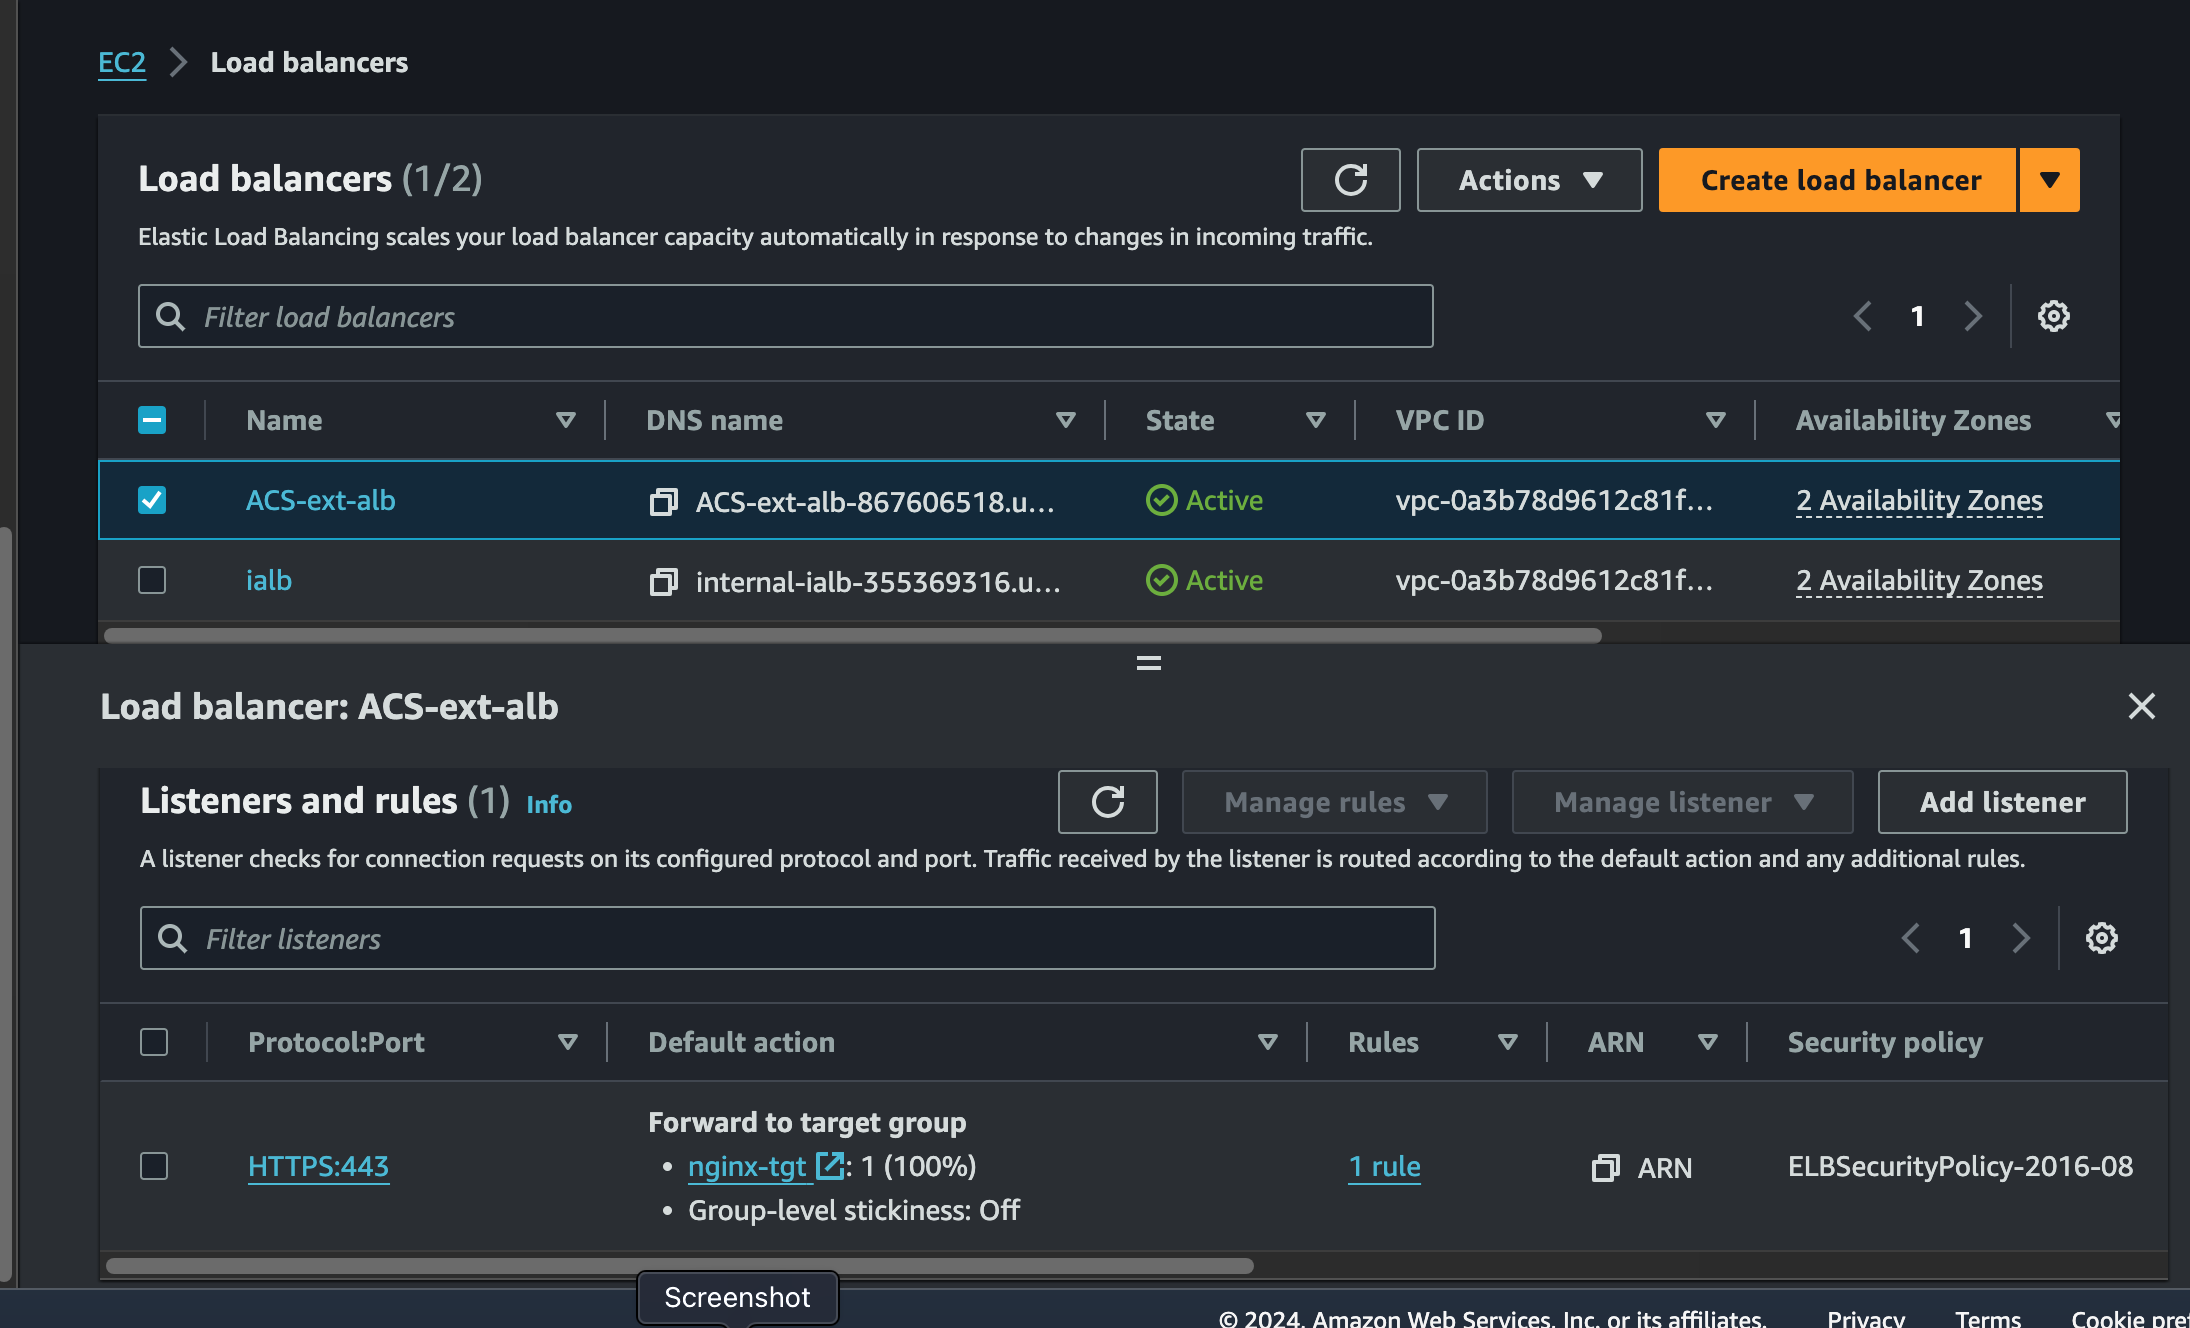 EC2 > Load balancers
Load balancers (1/2)
Actions
Create load balancer
Elastic Load Balancing scales your load balancer capacity automatically in response to changes in incoming traffic.
Filter load balancers
1
Name DNS name State VPC ID Availability Zones
ACS-ext-alb ACS-ext-alb-867606518.u... Active vpc-0a3b78d9612c81f... 2 Availability Zones
ialb internal-ialb-355369316.u... Active vpc-0a3b78d9612c81f... 2 Availability Zones
Load balancer: ACS-ext-alb
Listeners and rules (1) Info
Manage rules
Manage listener
Add listener
A listener checks for connection requests on its configured protocol and port. Traffic received by the listener is routed according to the default action and any additional rules.
Filter listeners
1
Protocol:Port Default action Rules ARN Security policy
Forward to target group
HTTPS:443 • nginx-tgt : 1 (100%) 1 rule ARN ELBSecurityPolicy-2016-08
• Group-level stickiness: Off
Screenshot
© 2024, Amazon Web Services, Inc. or its affiliates. Privacy Terms Cookie pre